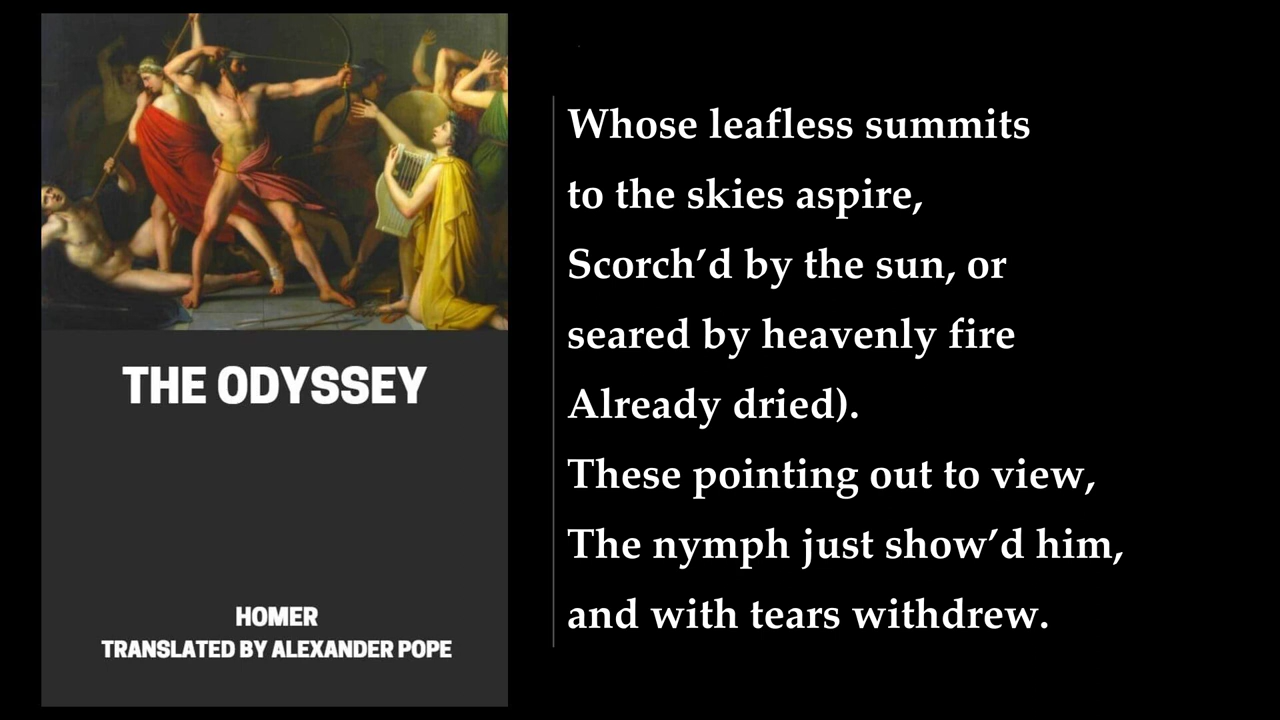 THE ODYSSEY
HOMER
TRANSLATED BY ALEXANDER POPE
Whose leafless summits
to the skies aspire,
Scorch’d by the sun, or
seared by heavenly fire
Already dried).
These pointing out to view,
The nymph just show’d him,
and with tears withdrew.